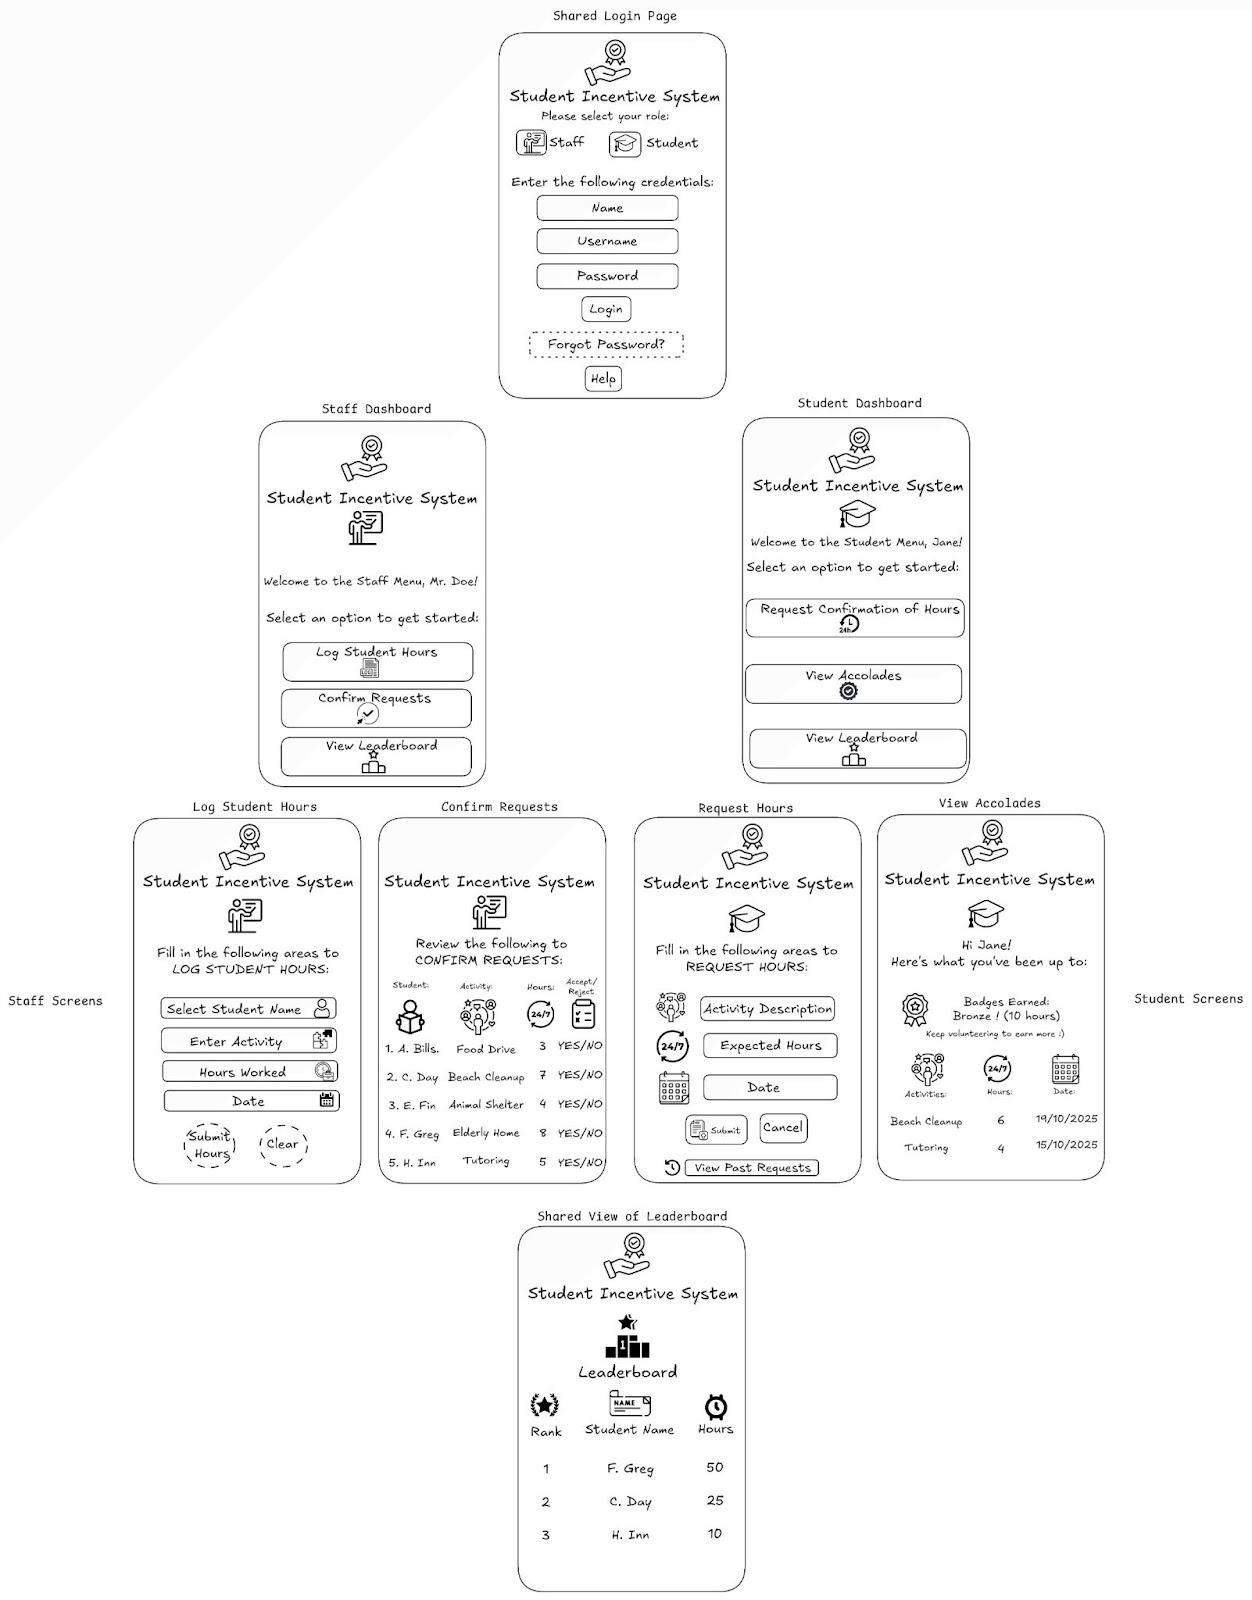 Shared Login Page
Student Incentive System
Please select your role:
Staff
Student
Enter the following credentials:
Name
Username
Password
Login
Forgot Password?
Help
Staff Dashboard
Student Incentive System
Welcome to the Staff Menu, Mr. Doe!
Select an option to get started:
Log Student Hours
Confirm Requests
View Leaderboard
Student Dashboard
Student Incentive System
Welcome to the Student Menu, Jane!
Select an option to get started:
Request Confirmation of Hours
24h
View Accolades
View Leaderboard
Staff Screens
Log Student Hours
Student Incentive System
Fill in the following areas to
LOG STUDENT HOURS:
Select Student Name
Enter Activity
Hours Worked
Date
Submit
Hours
Clear
Confirm Requests
Student Incentive System
Review the following to
CONFIRM REQUESTS:
Student: Activity: Hours: Accept/
Reject
24/7
1. A. Bills. Food Drive 3 YES/NO
2. C. Day Beach Cleanup 7 YES/NO
3. E. Fin Animal Shelter 4 YES/NO
4. F. Greg Elderly Home 8 YES/NO
5. H. Inn Tutoring 5 YES/NO
Request Hours
Student Incentive System
Fill in the following areas to
REQUEST HOURS:
Activity Description
24/7
Expected Hours
Date
Submit
Cancel
View Past Requests
View Accolades
Student Incentive System
Hi Jane!
Here's what you've been up to:
Badges Earned:
Bronze ! (10 hours)
Keep volunteering to earn more :)
24/7
Activities: Hours: Date:
Beach Cleanup 6 19/10/2025
Tutoring 4 15/10/2025
Student Screens
Shared View of Leaderboard
Student Incentive System
1
Leaderboard
NAME
Rank Student Name Hours
1 F. Greg 50
2 C. Day 25
3 H. Inn 10